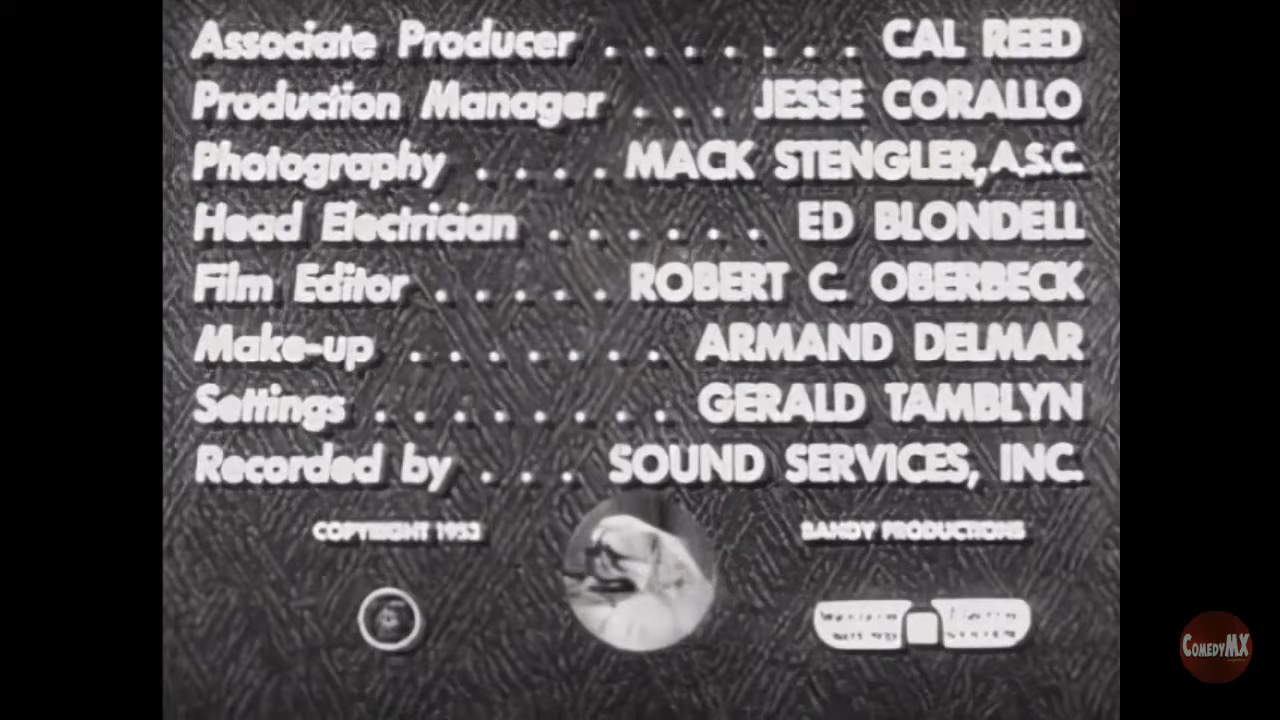 Associate Producer . . . . . . . CAL REED
Production Manager . . . JESSE CORALLO
Photography . . . . MACK STENGLER, A.S.C.
Head Electrician . . . . . . ED BLONDELL
Film Editor . . . . . ROBERT C. OBERBECK
Make-up . . . . . . . ARMAND DELMAR
Settings . . . . . . . . GERALD TAMBLYN
Recorded by . . . SOUND SERVICES, INC.
COPYRIGHT 1953 BANDY PRODUCTIONS
COMEDYMX